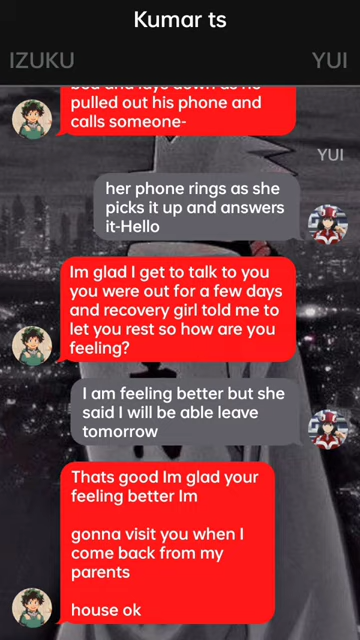 Kumar ts
IZUKU
YUI
pulled out his phone and
calls someone-
YUI
her phone rings as she
picks it up and answers
it-Hello
Im glad I get to talk to you
you were out for a few days
and recovery girl told me to
let you rest so how are you
feeling?
I am feeling better but she
said I will be able leave
tomorrow
Thats good Im glad your
feeling better Im
gonna visit you when I
come back from my
parents
house ok